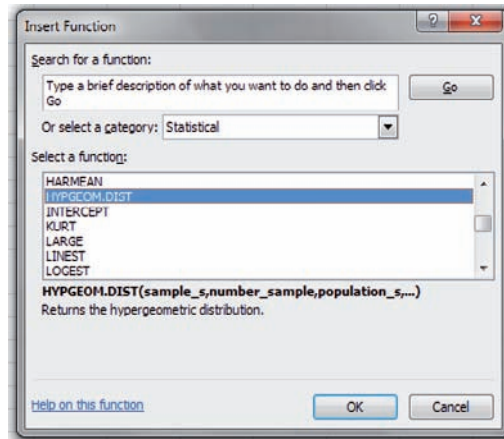 Insert Function
Search for a function:
Type a brief description of what you want to do and then click
Go
Go
Or select a category: Statistical
Select a function:
HARMEAN
HYPGEOM.DIST
INTERCEPT
KURT
LARGE
LINEST
LOGEST
HYPGEOM.DIST(sample_s,number_sample,population_s,...)
Returns the hypergeometric distribution.
Help on this function
OK
Cancel